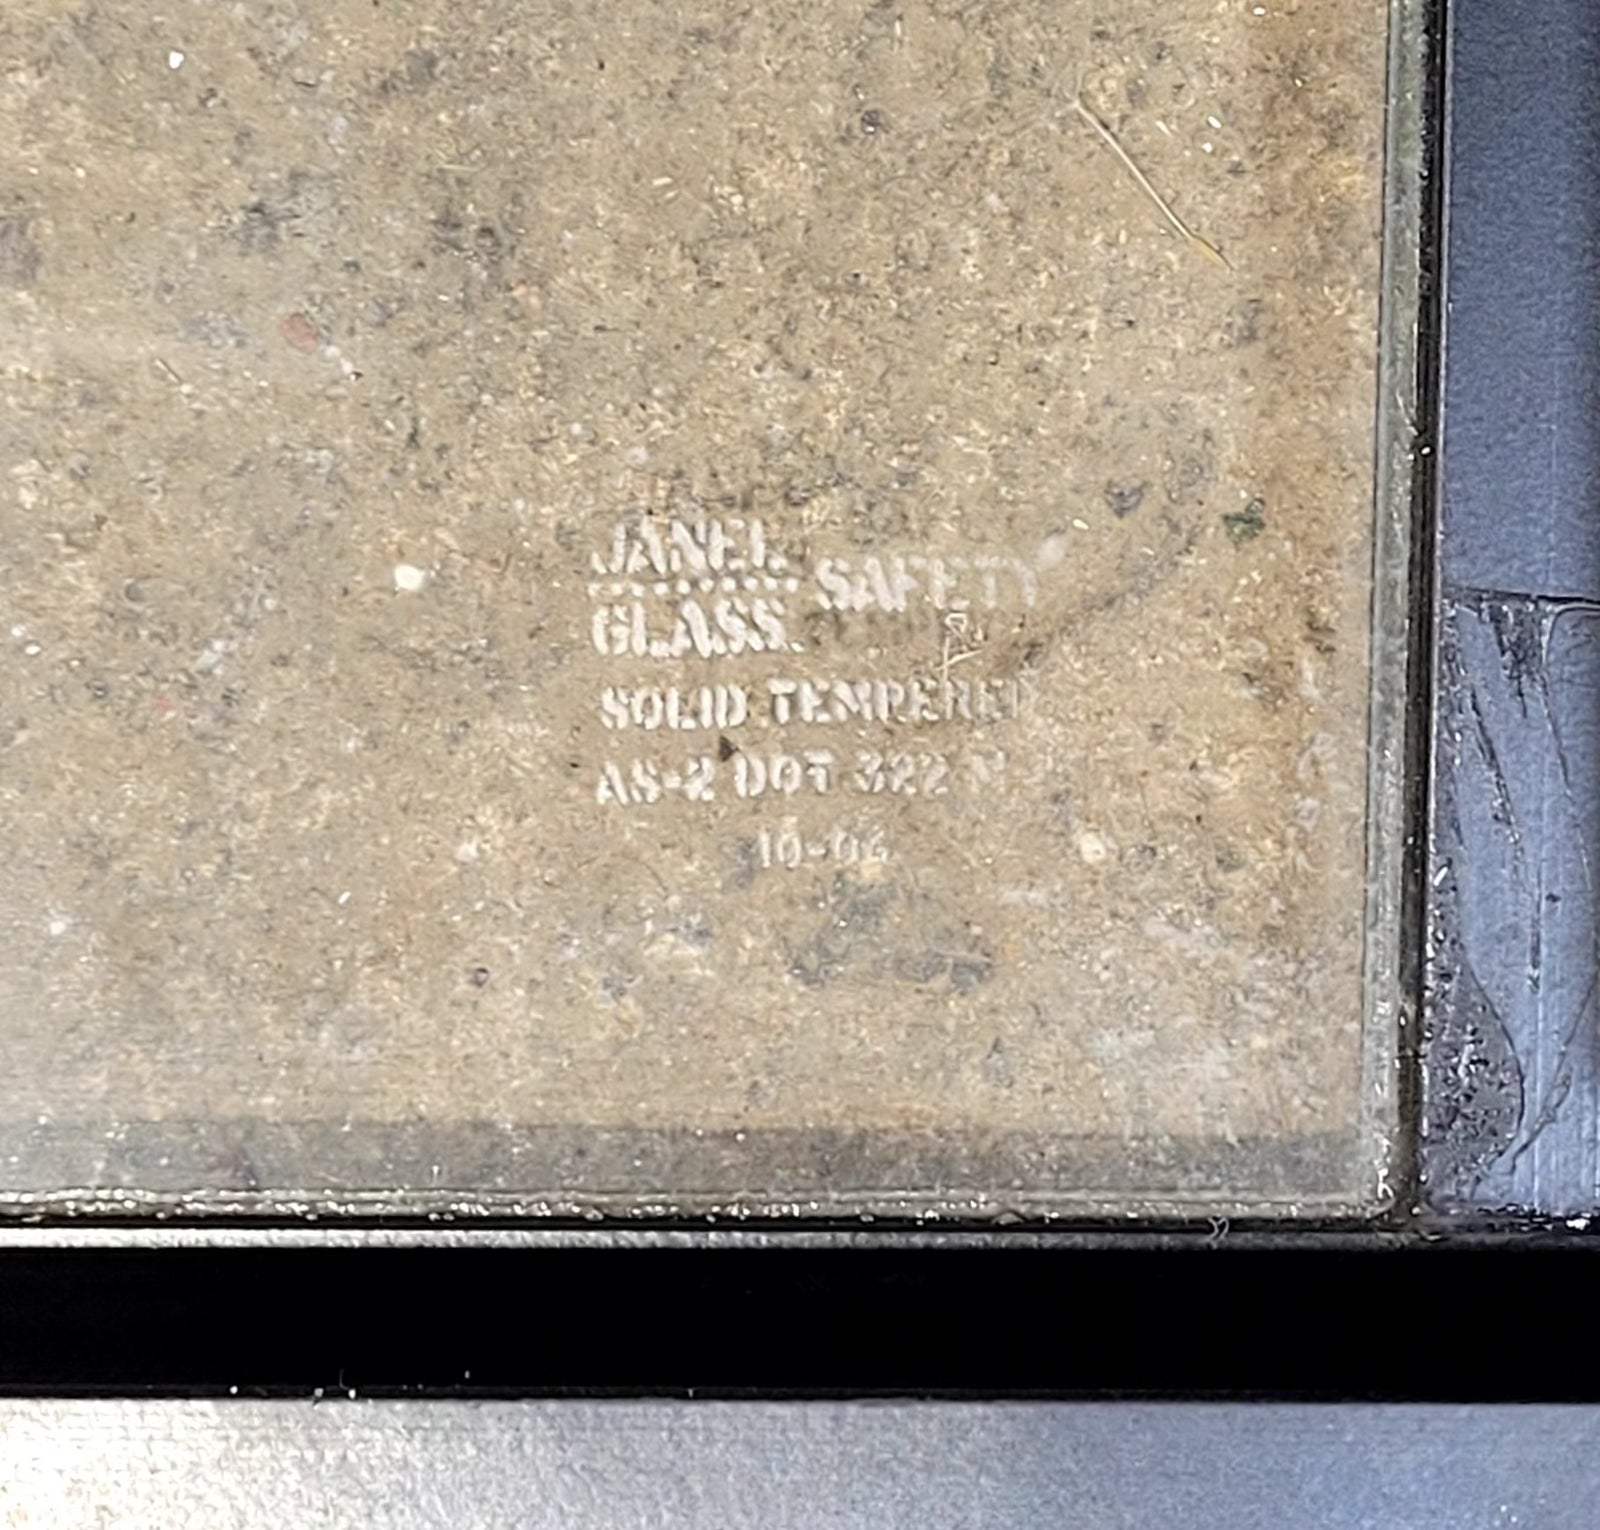 JANEL
GLASS
SAFETY
SOLID TEMPERED
AS-2 DOT 322
10-04